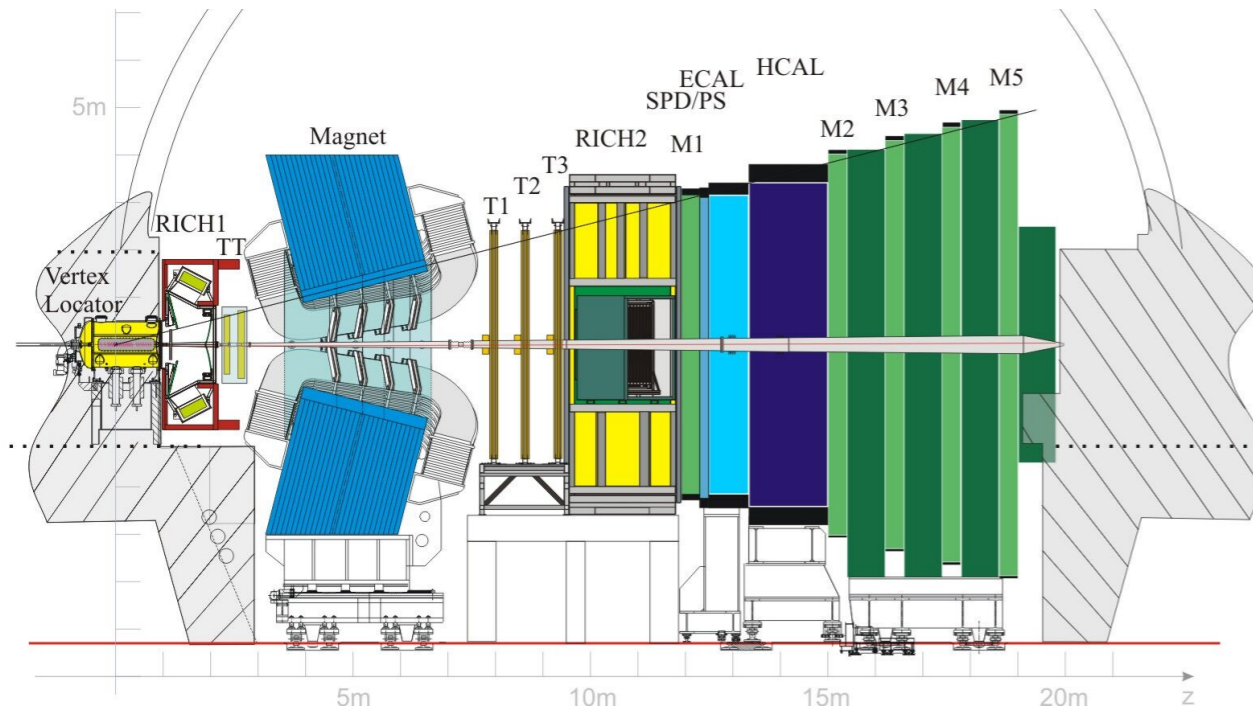 M5
HCAL
M4
ECAL
M3
SPD/PS
5m
M2
Magnet
RICH2
M1
T3
T2
T1
RICH1
TT
Vertex
Locator
5m
10m
15m
20m
z